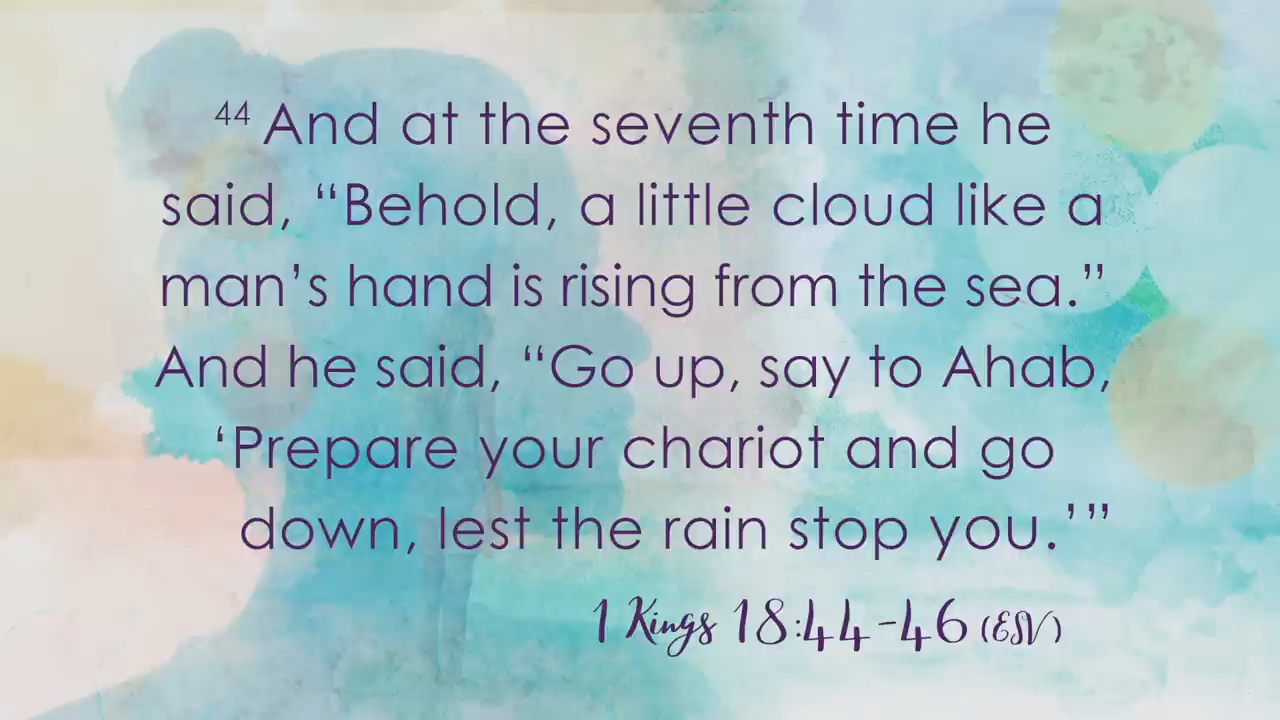 44 And at the seventh time he
said, “Behold, a little cloud like a
man’s hand is rising from the sea.”
And he said, “Go up, say to Ahab,
‘Prepare your chariot and go
down, lest the rain stop you.’”
1 Kings 18:44-46 (ESV)